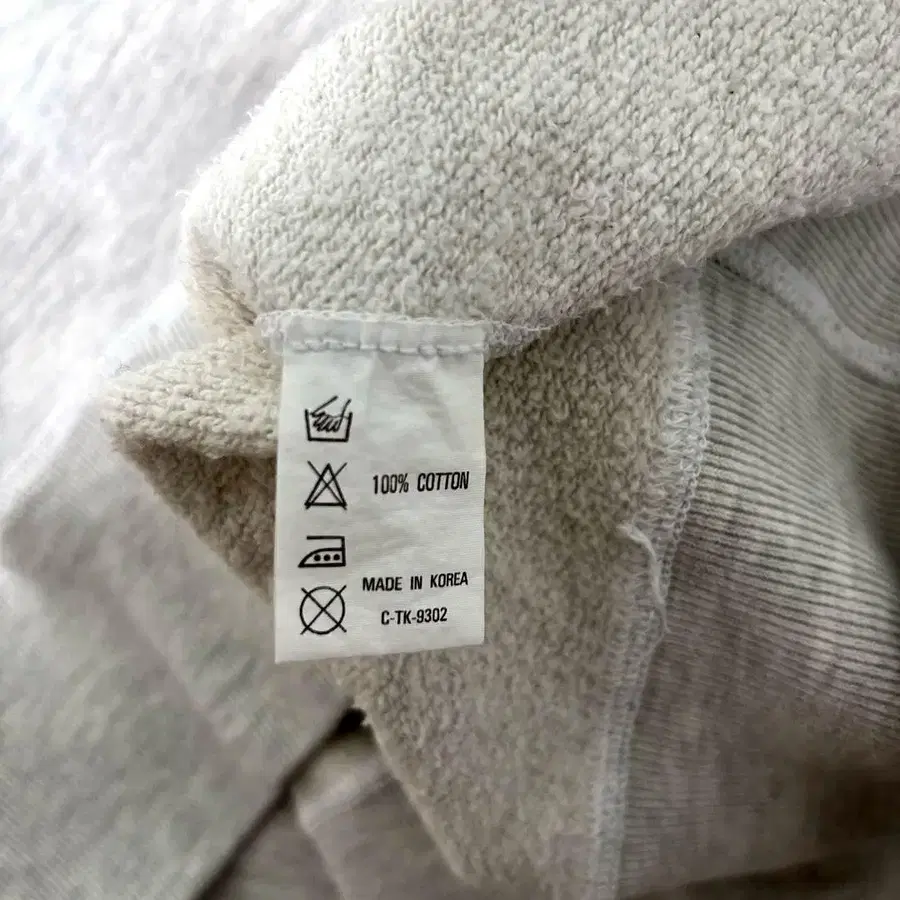 100% COTTON
MADE IN KOREA
C-TK-9302